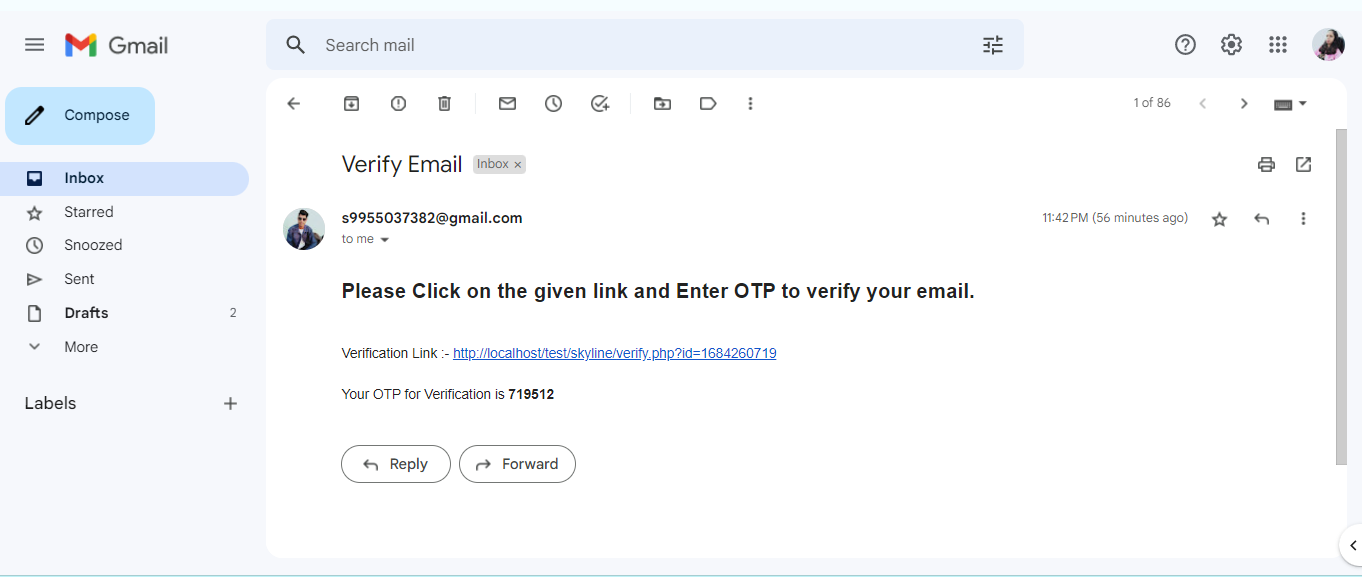 Gmail
Search mail
Compose
1 of 86
Inbox
Starred
Snoozed
Sent
Drafts 2
More
Labels
Verify Email Inbox ×
s9955037382@gmail.com 11:42 PM (56 minutes ago)
to me
Please Click on the given link and Enter OTP to verify your email.
Verification Link :- http://localhost/test/skyline/verify.php?id=1684260719
Your OTP for Verification is 719512
Reply Forward